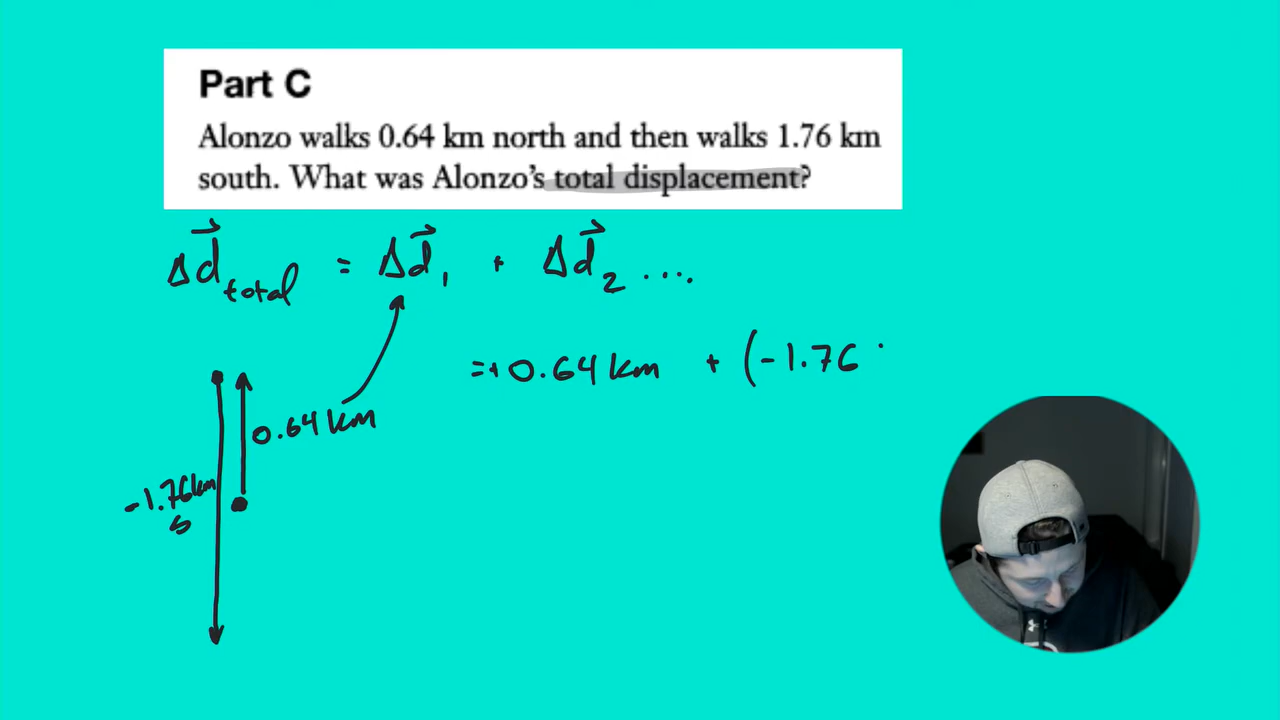 Part C
Alonzo walks 0.64 km north and then walks 1.76 km
south. What was Alonzo's total displacement?
Δd⃗total = Δd⃗1 + Δd⃗2 ....
=+0.64 km + (-1.76
0.64 km
-1.76km
s